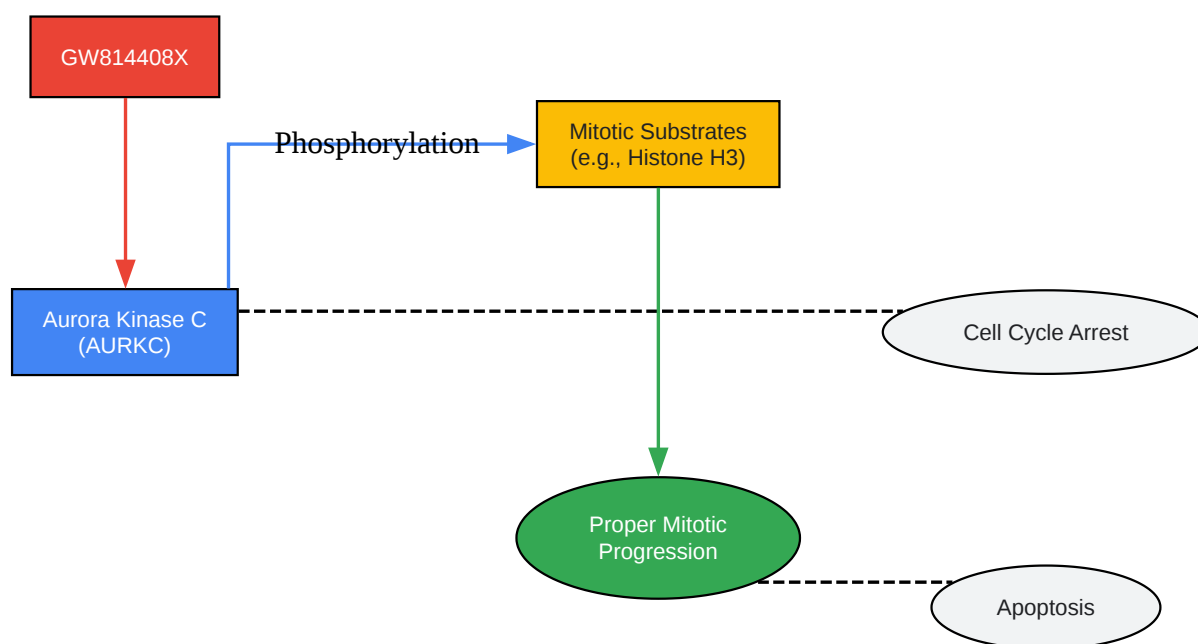 GW814408X
Phosphorylation
Mitotic Substrates
(e.g., Histone H3)
Aurora Kinase C
(AURKC)
Cell Cycle Arrest
Proper Mitotic
Progression
Apoptosis